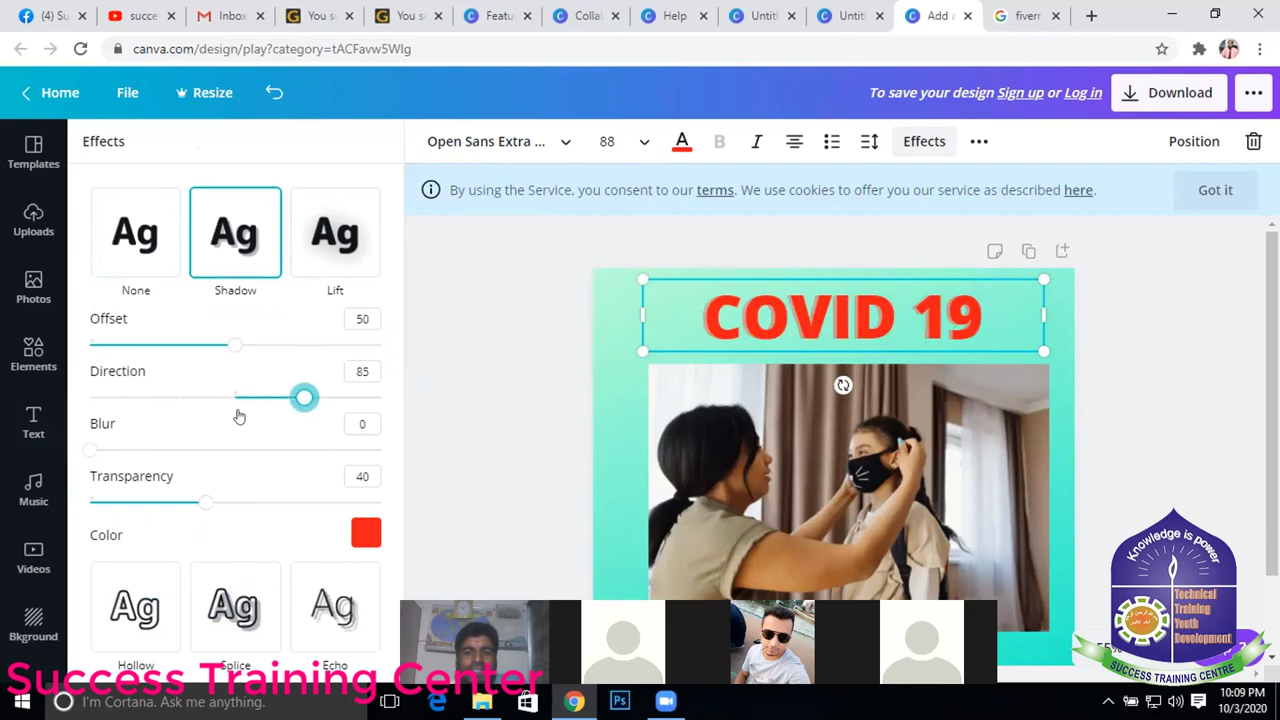 (4) Su
succe
Inbox
You s
You s
Featu
Colla
Help
Untitl
Untitl
Add a
fiverr
canva.com/design/play?category=tACFavw5WIg
Home
File
Resize
To save your design Sign up or Log in
Download
Effects
Open Sans Extra ...
88
A
B
I
Effects
Position
By using the Service, you consent to our terms. We use cookies to offer you our service as described here.
Got it
Templates
Uploads
Photos
Elements
Text
Music
Videos
Bkground
Ag
Ag
Ag
None
Shadow
Lift
Offset
50
Direction
85
Blur
0
Transparency
40
Color
Ag
Ag
Ag
Hollow
Splice
Echo
COVID 19
Knowledge is power
Technical
Training
Youth
Development
SUCCESS TRAINING CENTRE
Success Training Center
I'm Cortana. Ask me anything.
Ps
10:09 PM
10/3/2020